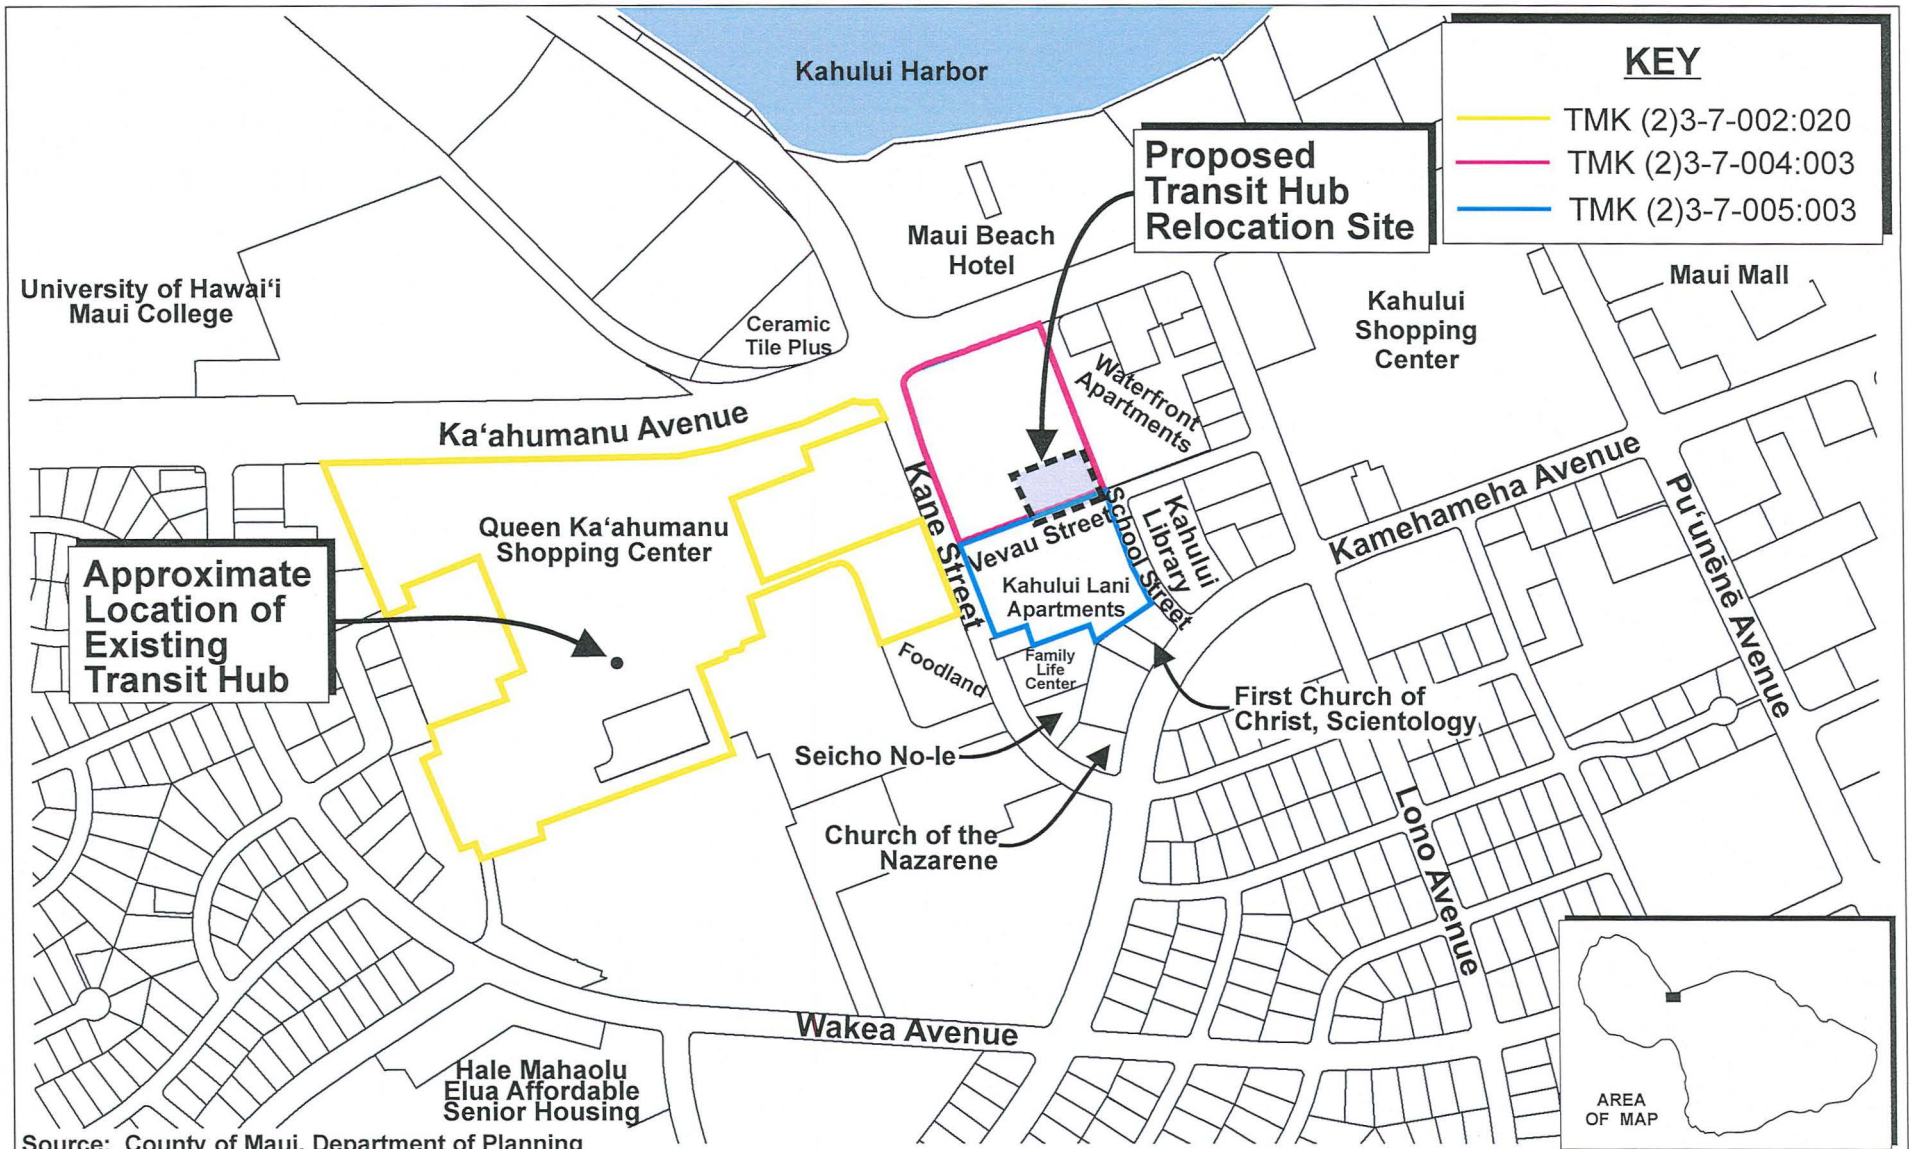 Kahului Harbor
KEY
TMK (2)3-7-002:020
TMK (2)3-7-004:003
TMK (2)3-7-005:003
Proposed
Transit Hub
Relocation Site
Maui Beach
Hotel
University of Hawai‘i
Maui College
Ceramic
Tile Plus
Kahului
Shopping
Center
Maui Mall
Waterfront
Apartments
Ka‘ahumanu Avenue
Kane Street
Queen Ka‘ahumanu
Shopping Center
Vevau Street
School Street
Kahului
Library
Kamehameha Avenue
Pu‘unēnē Avenue
Approximate
Location of
Existing
Transit Hub
Kahului Lani
Apartments
Foodland
Family
Life
Center
First Church of
Christ, Scientology
Seicho No-Ie
Church of the
Nazarene
Lono Avenue
Wakea Avenue
Hale Mahaolu
Elua Affordable
Senior Housing
AREA
OF MAP
Source: County of Maui, Department of Planning